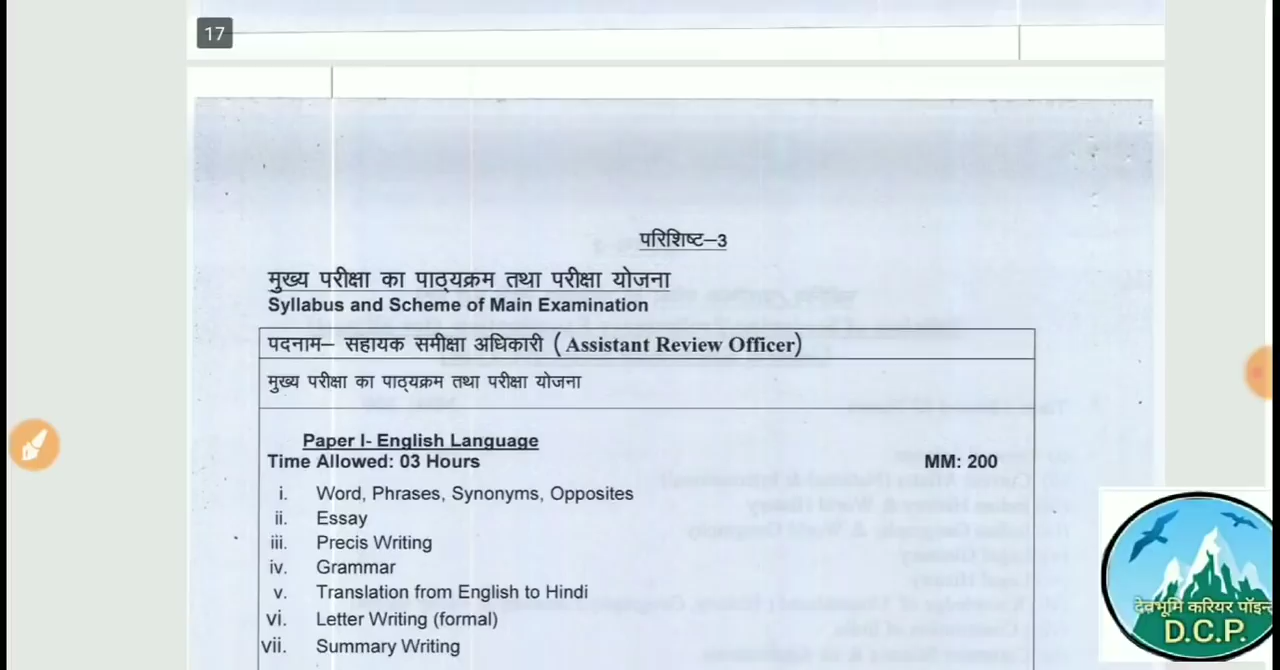 17
परिशिष्ट–3
मुख्य परीक्षा का पाठ्यक्रम तथा परीक्षा योजना
Syllabus and Scheme of Main Examination
पदनाम– सहायक समीक्षा अधिकारी ( Assistant Review Officer)
मुख्य परीक्षा का पाठ्यक्रम तथा परीक्षा योजना
Paper I- English Language
Time Allowed: 03 Hours MM: 200
i. Word, Phrases, Synonyms, Opposites
ii. Essay
iii. Precis Writing
iv. Grammar
v. Translation from English to Hindi
vi. Letter Writing (formal)
vii. Summary Writing
देवभूमि करियर पॉइन्ट
D.C.P.